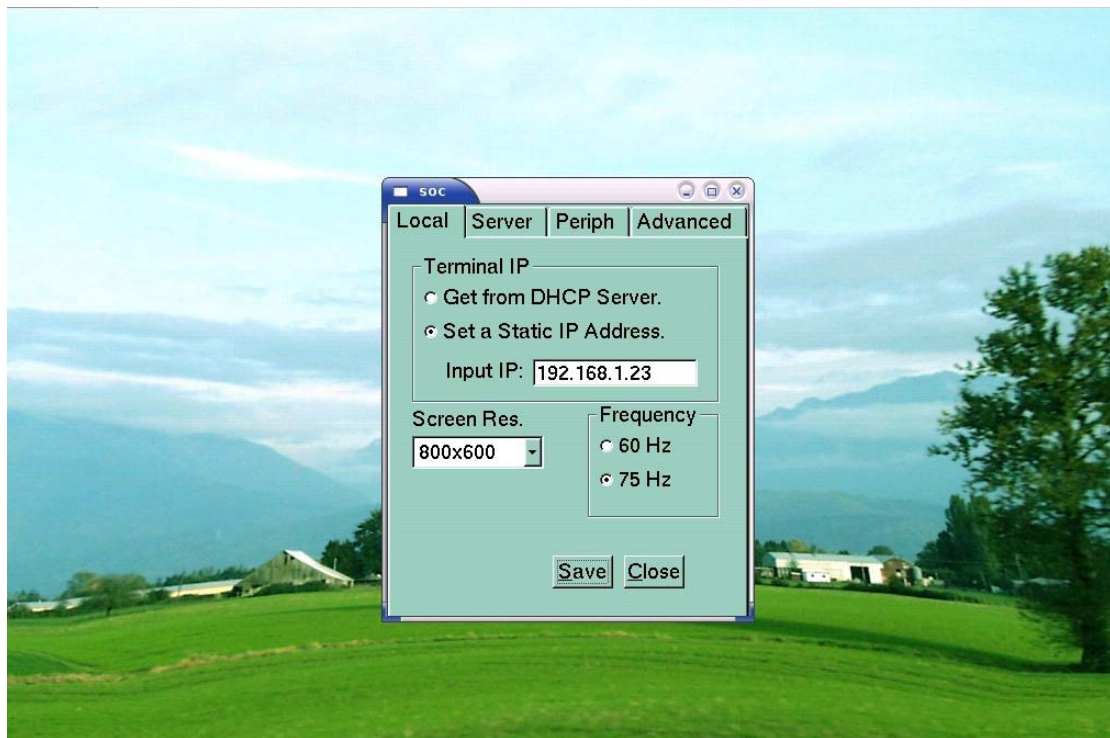 soc
Local Server Periph Advanced
Terminal IP
Get from DHCP Server.
Set a Static IP Address.
Input IP: 192.168.1.23
Screen Res. Frequency
800x600 60 Hz
75 Hz
Save Close